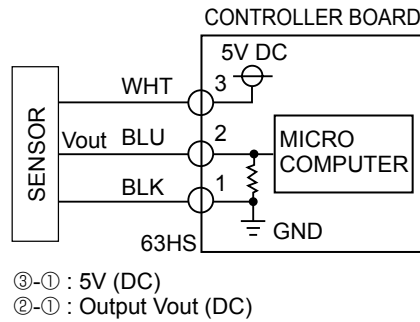 CONTROLLER BOARD
5V DC
WHT
3
SENSOR
Vout BLU
2
MICRO
COMPUTER
BLK
1
GND
63HS
③-① : 5V (DC)
②-① : Output Vout (DC)